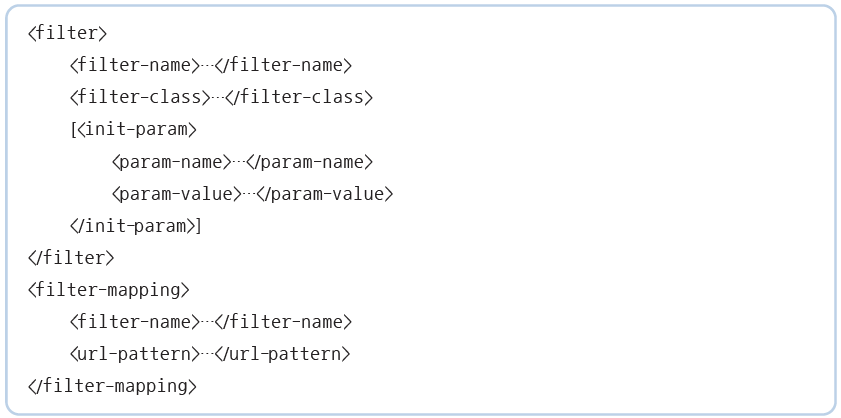 <filter>
<filter-name>…</filter-name>
<filter-class>…</filter-class>
[<init-param>
<param-name>…</param-name>
<param-value>…</param-value>
</init-param>]
</filter>
<filter-mapping>
<filter-name>…</filter-name>
<url-pattern>…</url-pattern>
</filter-mapping>